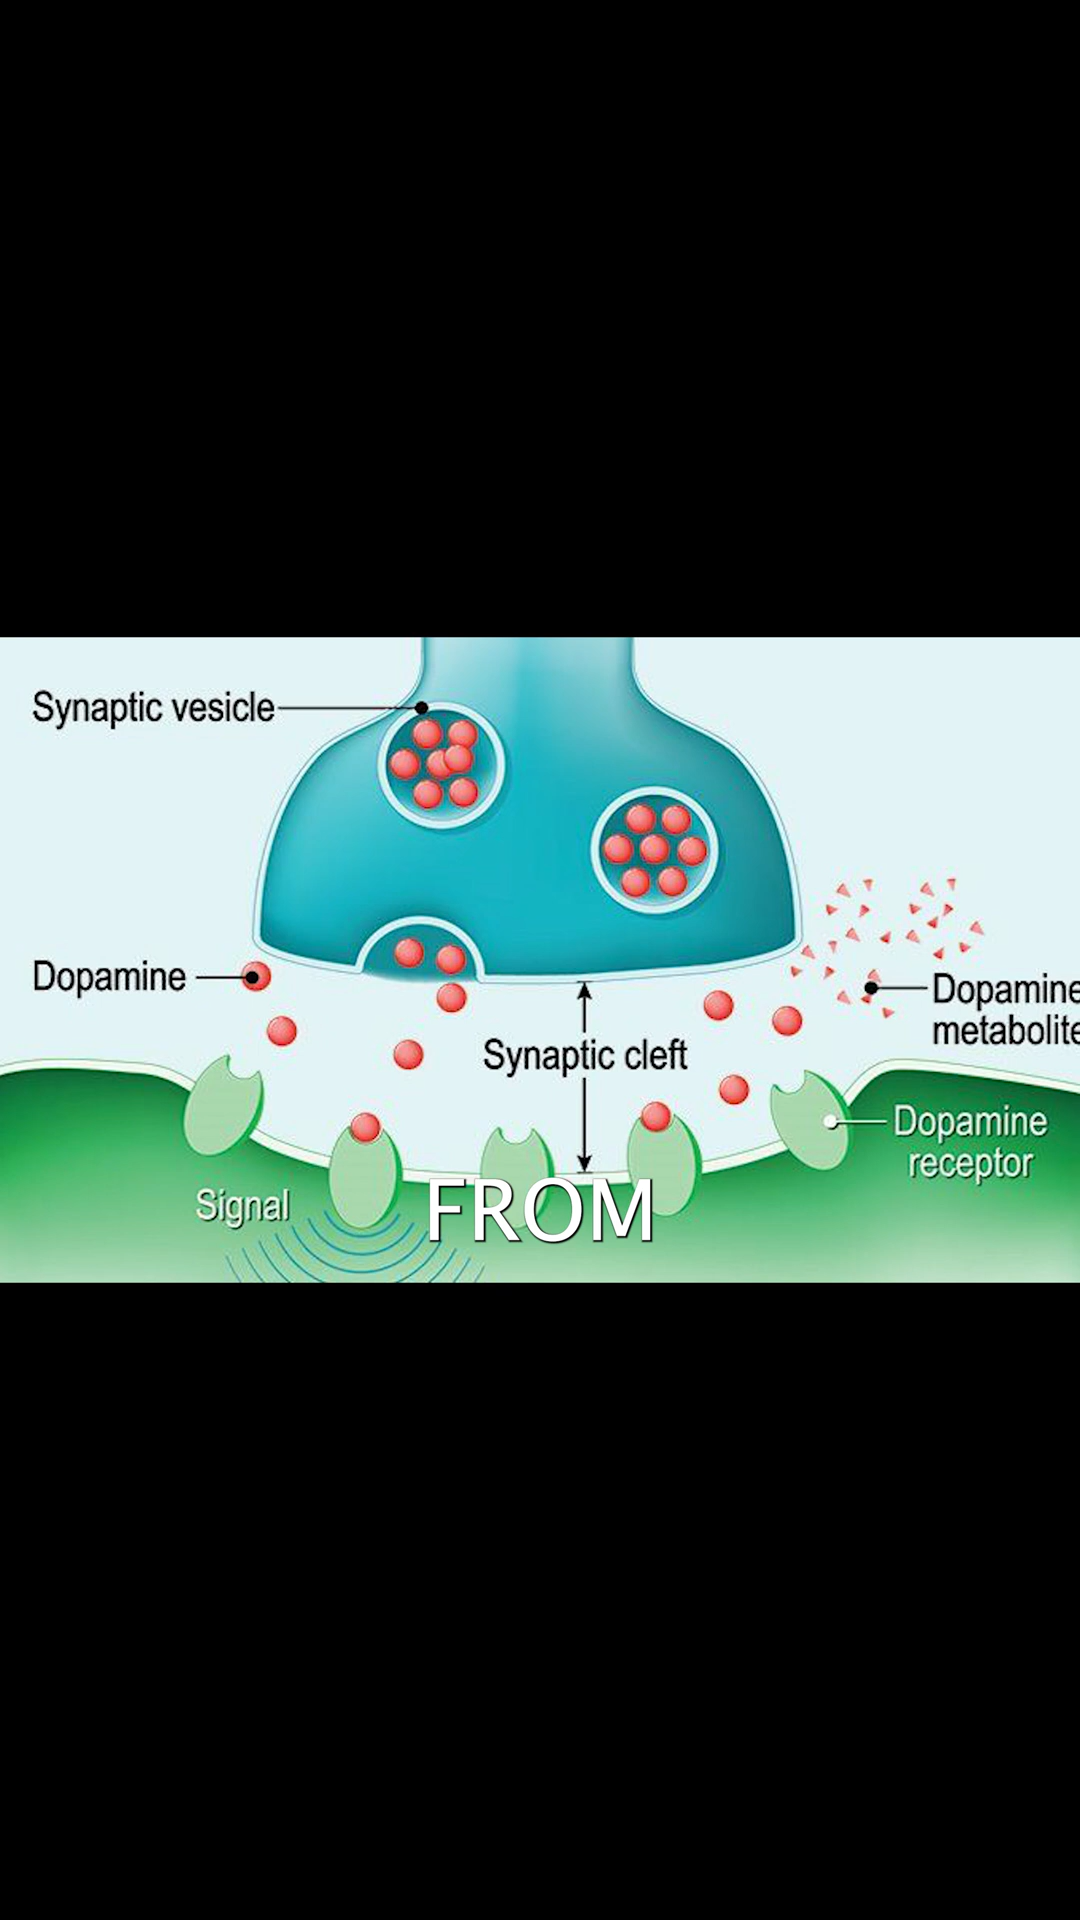 Synaptic vesicle
Dopamine
Synaptic cleft
Dopamine
metabolite
Dopamine
receptor
Signal
FROM